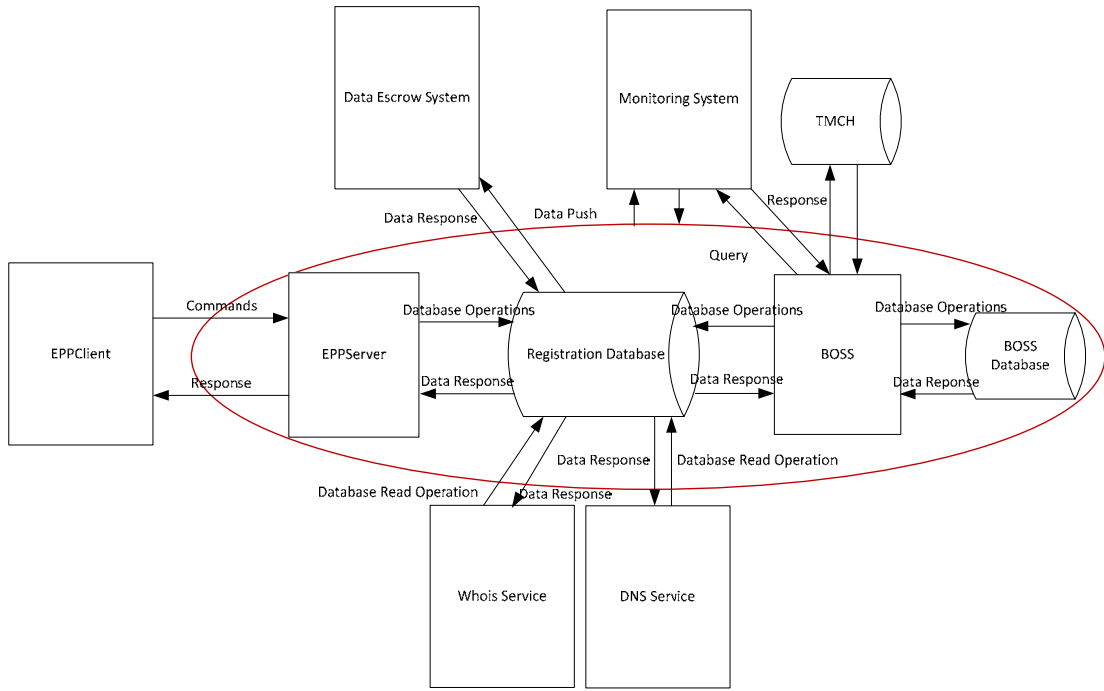 Data Escrow System
Monitoring System
TMCH
Data Response
Data Push
Response
Query
Commands
EPPClient
Response
EPPServer
Database Operations
Data Response
Registration Database
Database Operations
Data Response
BOSS
Database Operations
Data Reponse
BOSS
Database
Database Read Operation
Data Response
Data Response
Database Read Operation
Whois Service
DNS Service